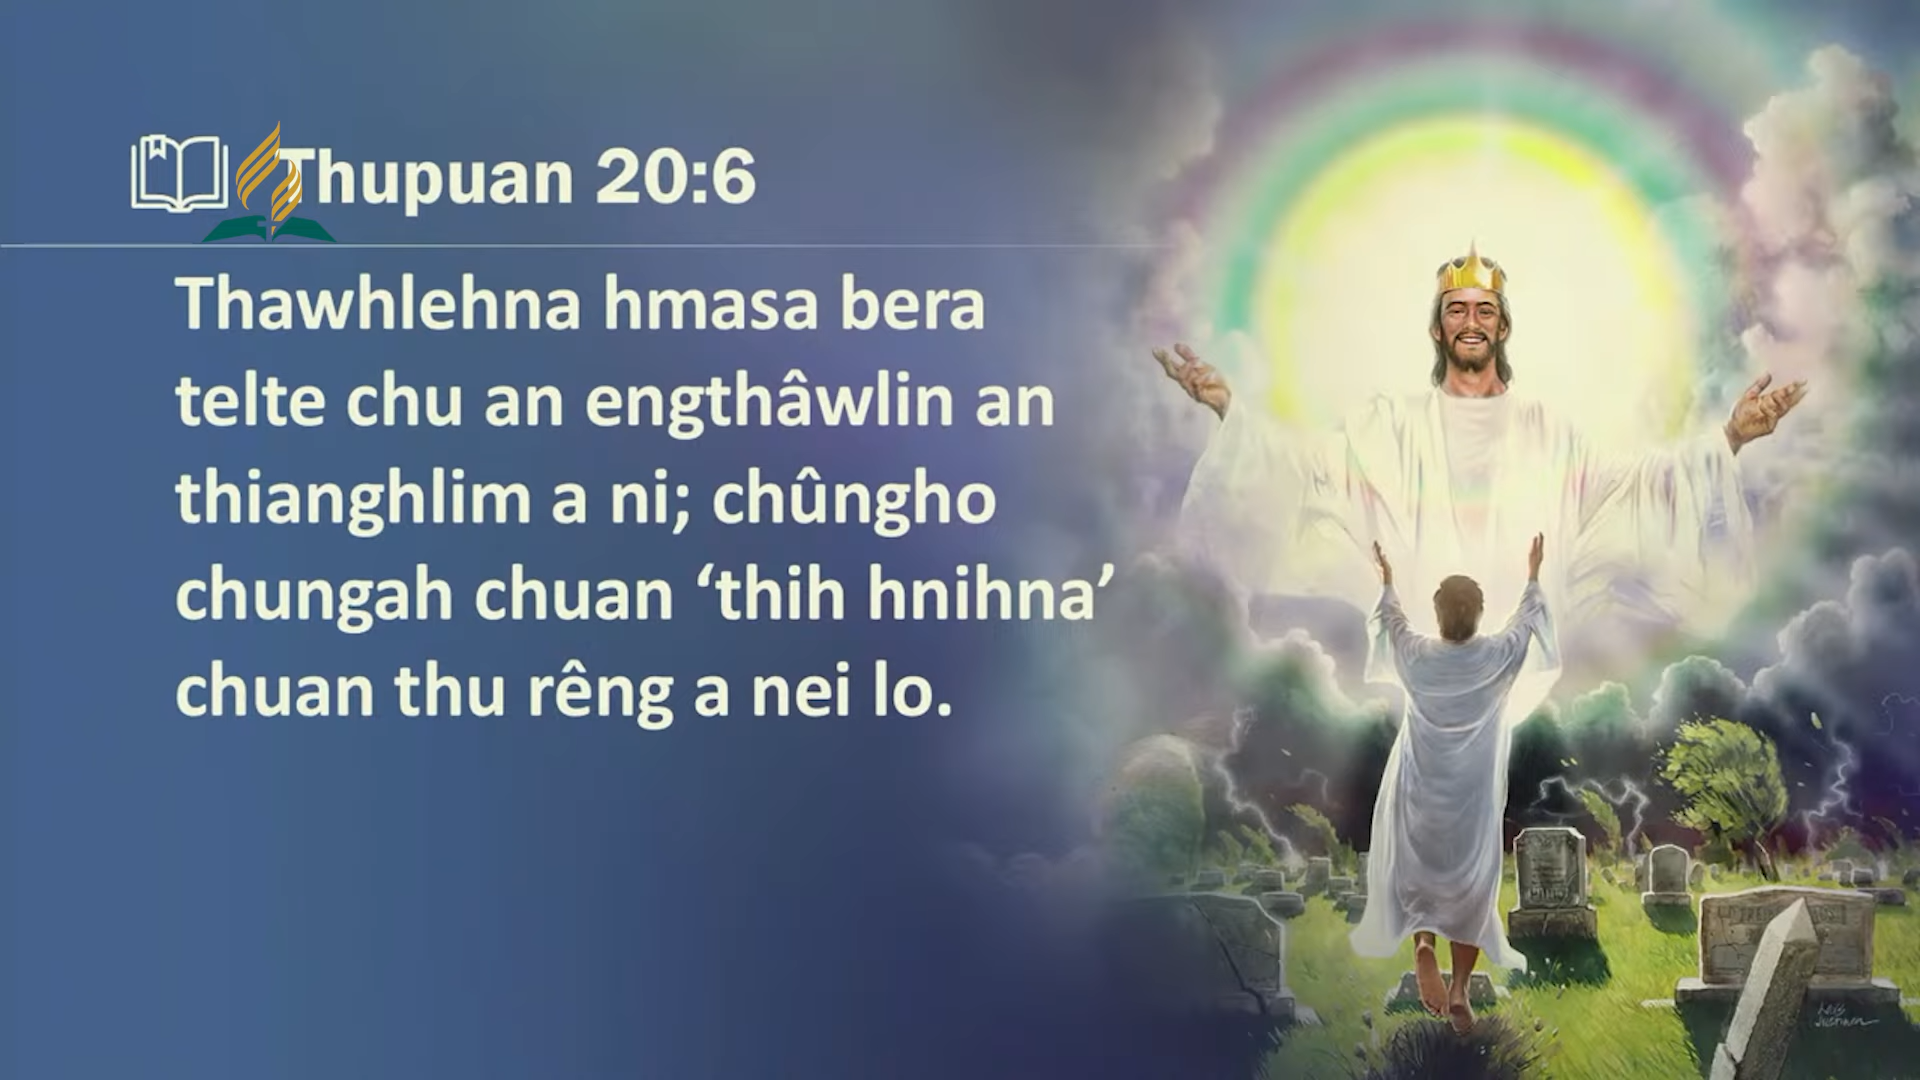 Thupuan 20:6
Thawhlehna hmasa bera
telte chu an engthâwlin an
thianghlim a ni; chûngho
chungah chuan ‘thih hnihna’
chuan thu rêng a nei lo.